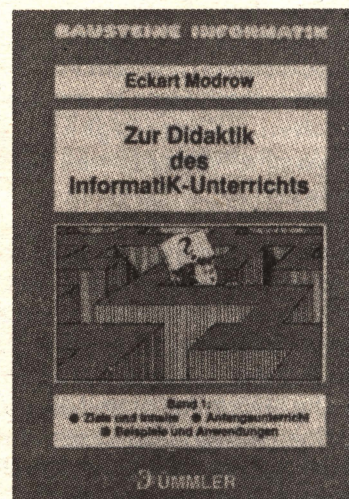 BAUSTEINE INFORMATIK
Eckart Modrow
Zur Didaktik
des
InformatiK-Unterrichts
?
Band 1:
● Ziele und Inhalte ● Anfangsunterricht
● Beispiele und Anwendungen
DÜMMLER